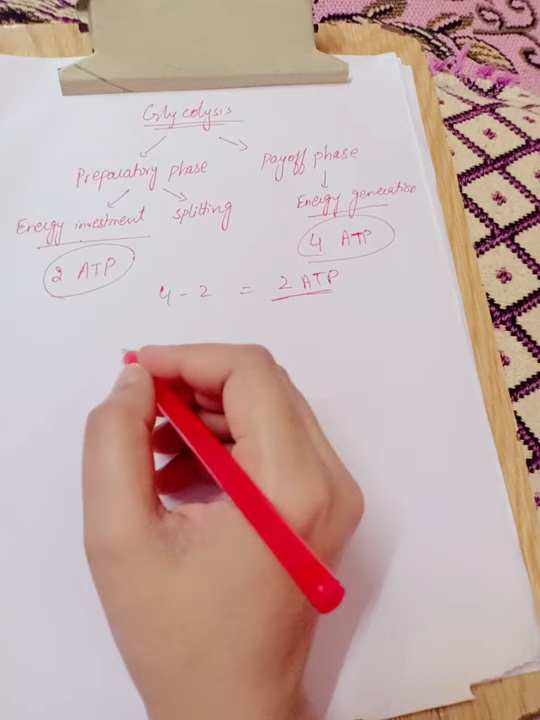 Glycolysis
Preparatory phase
Payoff phase
Energy investment
splitting
Energy generation
2 ATP
4 ATP
4 - 2 = 2 ATP